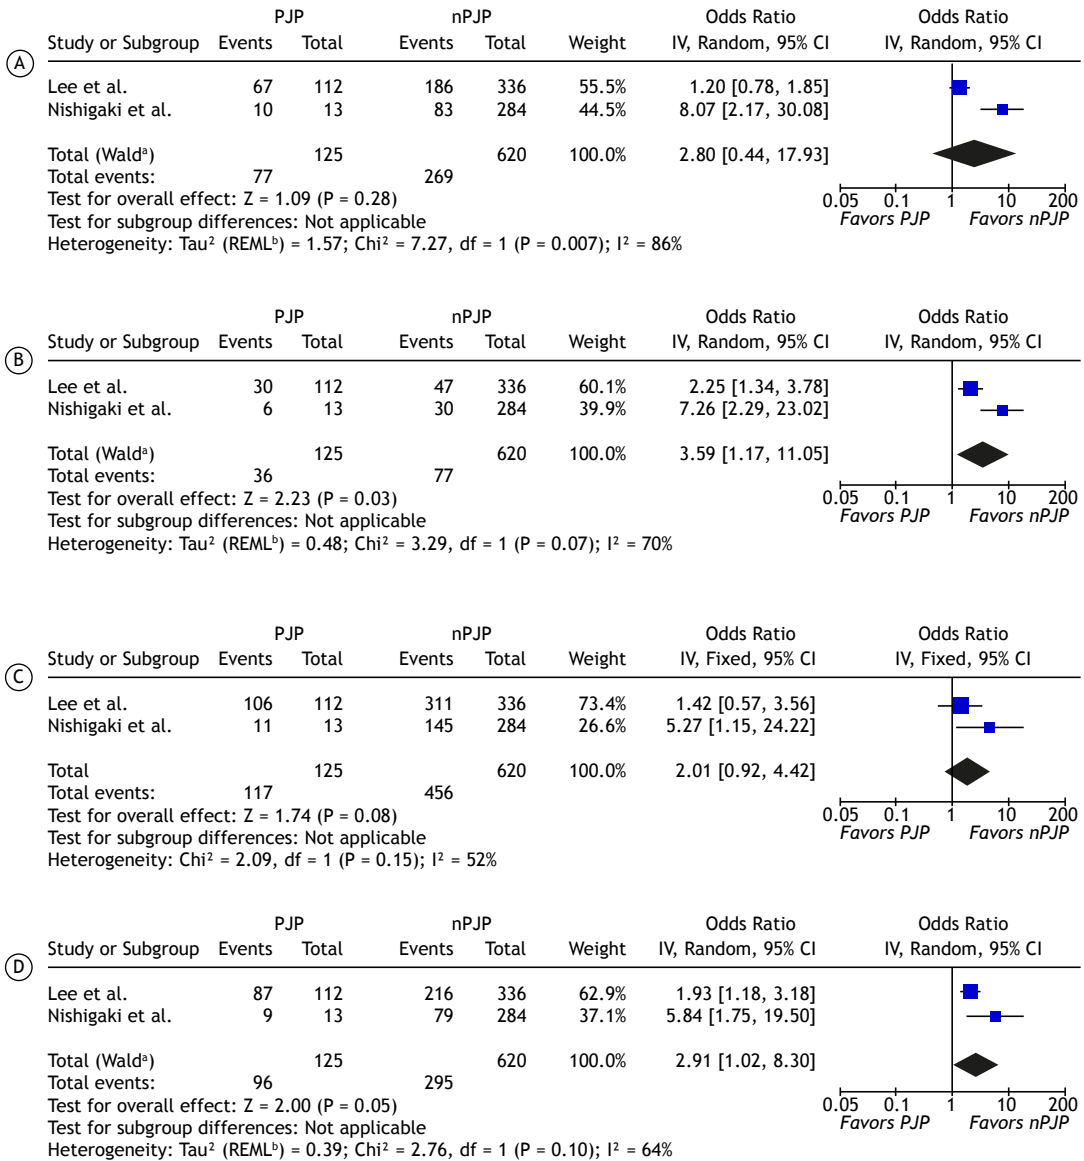 PJP nPJP Odds Ratio Odds Ratio
Study or Subgroup Events Total Events Total Weight IV, Random, 95% CI IV, Random, 95% CI
A
Lee et al. 67 112 186 336 55.5% 1.20 [0.78, 1.85]
Nishigaki et al. 10 13 83 284 44.5% 8.07 [2.17, 30.08]
Total (Waldᵃ) 125 620 100.0% 2.80 [0.44, 17.93]
Total events: 77 269
Test for overall effect: Z = 1.09 (P = 0.28)
0.05 0.1 1 10 200
Test for subgroup differences: Not applicable
Favors PJP Favors nPJP
Heterogeneity: Tau² (REMLᵇ) = 1.57; Chi² = 7.27, df = 1 (P = 0.007); I² = 86%
PJP nPJP Odds Ratio Odds Ratio
Study or Subgroup Events Total Events Total Weight IV, Random, 95% CI IV, Random, 95% CI
B
Lee et al. 30 112 47 336 60.1% 2.25 [1.34, 3.78]
Nishigaki et al. 6 13 30 284 39.9% 7.26 [2.29, 23.02]
Total (Waldᵃ) 125 620 100.0% 3.59 [1.17, 11.05]
Total events: 36 77
Test for overall effect: Z = 2.23 (P = 0.03)
0.05 0.1 1 10 200
Test for subgroup differences: Not applicable
Favors PJP Favors nPJP
Heterogeneity: Tau² (REMLᵇ) = 0.48; Chi² = 3.29, df = 1 (P = 0.07); I² = 70%
PJP nPJP Odds Ratio Odds Ratio
Study or Subgroup Events Total Events Total Weight IV, Fixed, 95% CI IV, Fixed, 95% CI
C
Lee et al. 106 112 311 336 73.4% 1.42 [0.57, 3.56]
Nishigaki et al. 11 13 145 284 26.6% 5.27 [1.15, 24.22]
Total 125 620 100.0% 2.01 [0.92, 4.42]
Total events: 117 456
Test for overall effect: Z = 1.74 (P = 0.08)
0.05 0.1 1 10 200
Test for subgroup differences: Not applicable
Favors PJP Favors nPJP
Heterogeneity: Chi² = 2.09, df = 1 (P = 0.15); I² = 52%
PJP nPJP Odds Ratio Odds Ratio
Study or Subgroup Events Total Events Total Weight IV, Random, 95% CI IV, Random, 95% CI
D
Lee et al. 87 112 216 336 62.9% 1.93 [1.18, 3.18]
Nishigaki et al. 9 13 79 284 37.1% 5.84 [1.75, 19.50]
Total (Waldᵃ) 125 620 100.0% 2.91 [1.02, 8.30]
Total events: 96 295
Test for overall effect: Z = 2.00 (P = 0.05)
0.05 0.1 1 10 200
Test for subgroup differences: Not applicable
Favors PJP Favors nPJP
Heterogeneity: Tau² (REMLᵇ) = 0.39; Chi² = 2.76, df = 1 (P = 0.10); I² = 64%